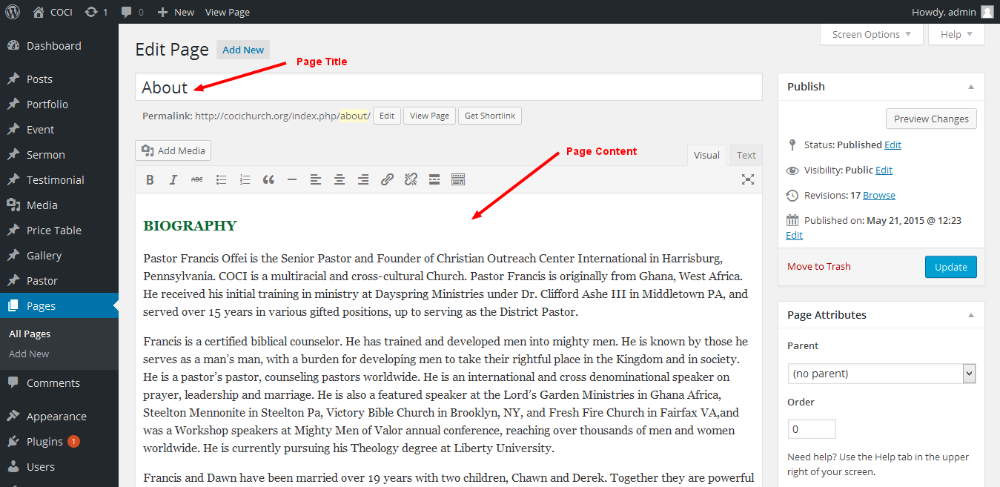 COCI 1 0 New View Page Howdy, admin
Screen Options Help
Dashboard
Posts
Portfolio
Event
Sermon
Testimonial
Media
Price Table
Gallery
Pastor
Pages
All Pages
Add New
Comments
Appearance
Plugins 1
Users
Edit Page Add New
Page Title
About
Permalink: http://cocichurch.org/index.php/about/ Edit View Page Get Shortlink
Add Media
Page Content
Visual Text
B I ABC
BIOGRAPHY
Pastor Francis Offei is the Senior Pastor and Founder of Christian Outreach Center International in Harrisburg,
Pennsylvania. COCI is a multiracial and cross-cultural Church. Pastor Francis is originally from Ghana, West Africa.
He received his initial training in ministry at Dayspring Ministries under Dr. Clifford Ashe III in Middletown PA, and
served over 15 years in various gifted positions, up to serving as the District Pastor.
Francis is a certified biblical counselor. He has trained and developed men into mighty men. He is known by those he
serves as a man's man, with a burden for developing men to take their rightful place in the Kingdom and in society.
He is a pastor's pastor, counseling pastors worldwide. He is an international and cross denominational speaker on
prayer, leadership and marriage. He is also a featured speaker at the Lord's Garden Ministries in Ghana Africa,
Steelton Mennonite in Steelton Pa, Victory Bible Church in Brooklyn, NY, and Fresh Fire Church in Fairfax VA,and
was a Workshop speakers at Mighty Men of Valor annual conference, reaching over thousands of men and women
worldwide. He is currently pursuing his Theology degree at Liberty University.
Francis and Dawn have been married over 19 years with two children, Chawn and Derek. Together they are powerful
Publish
Preview Changes
Status: Published Edit
Visibility: Public Edit
Revisions: 17 Browse
Published on: May 21, 2015 @ 12:23
Edit
Move to Trash Update
Page Attributes
Parent
(no parent)
Order
0
Need help? Use the Help tab in the upper
right of your screen.